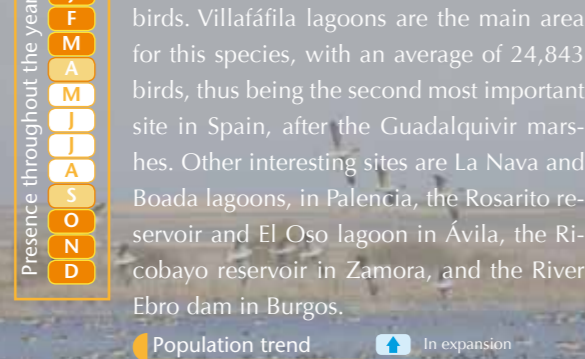 Presence throughout the year
J
F
M
A
M
J
J
A
S
O
N
D
birds. Villafáfila lagoons are the main area
for this species, with an average of 24,843
birds, thus being the second most important
site in Spain, after the Guadalquivir mars-
hes. Other interesting sites are La Nava and
Boada lagoons, in Palencia, the Rosarito re-
servoir and El Oso lagoon in Ávila, the Ri-
cobayo reservoir in Zamora, and the River
Ebro dam in Burgos.
Population trend
In expansion